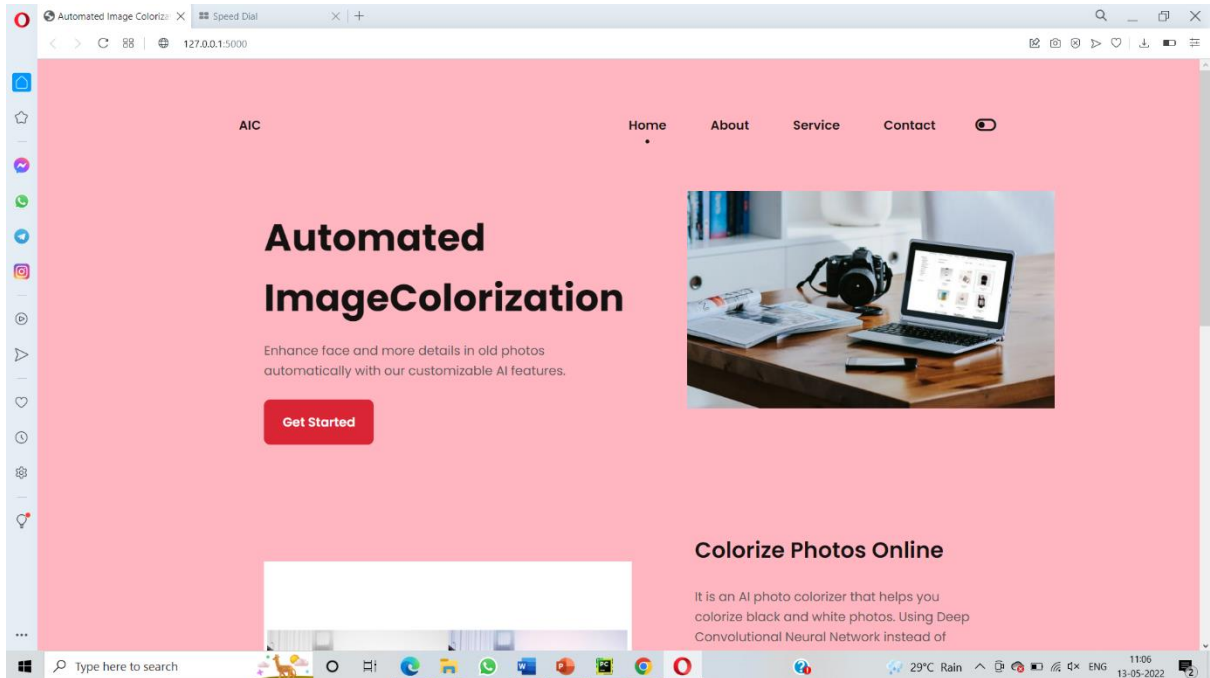 Automated Image Coloriz
Speed Dial
127.0.0.1:5000
AIC
Home
About
Service
Contact
Automated
ImageColorization
Enhance face and more details in old photos
automatically with our customizable AI features.
Get Started
Colorize Photos Online
It is an AI photo colorizer that helps you
colorize black and white photos. Using Deep
Convolutional Neural Network instead of
Type here to search
29°C Rain
ENG
11:06
13-05-2022
2